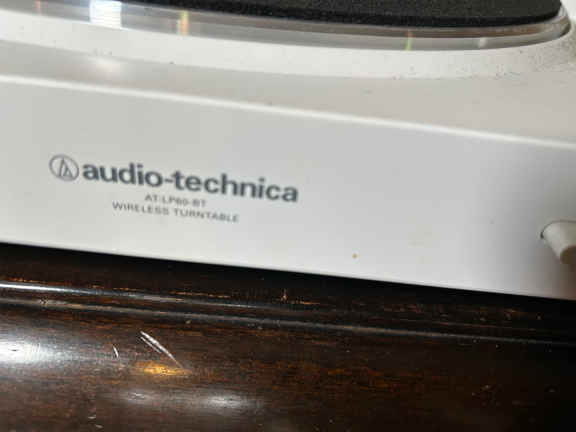 audio-technica
AT-LP60-BT
WIRELESS TURNTABLE